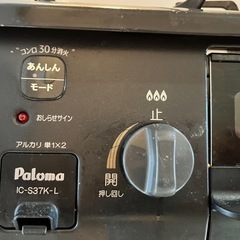 コンロ30分消火
あんしん
モード
おしらせサイン
アルカリ 単1×2
Paloma
IC-S37K-L
止
開
押し回し